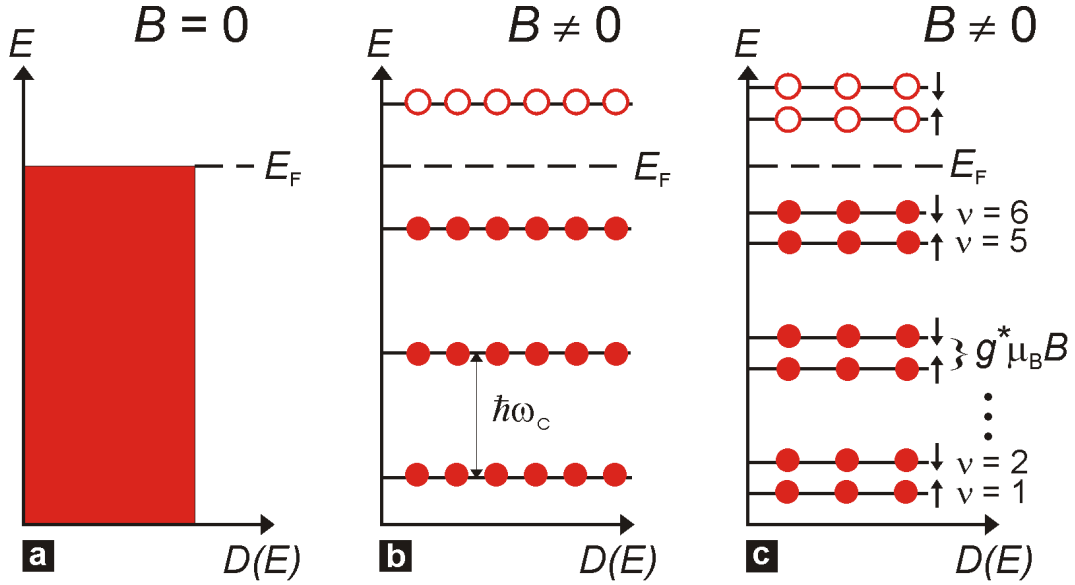 B = 0
E
E_F
D(E)
a
B ≠ 0
E
E_F
ħω_C
D(E)
b
B ≠ 0
E
↓
↑
E_F
↓ ν = 6
↑ ν = 5
↓
↑
} g*μ_B B
⋮
↓ ν = 2
↑ ν = 1
D(E)
c